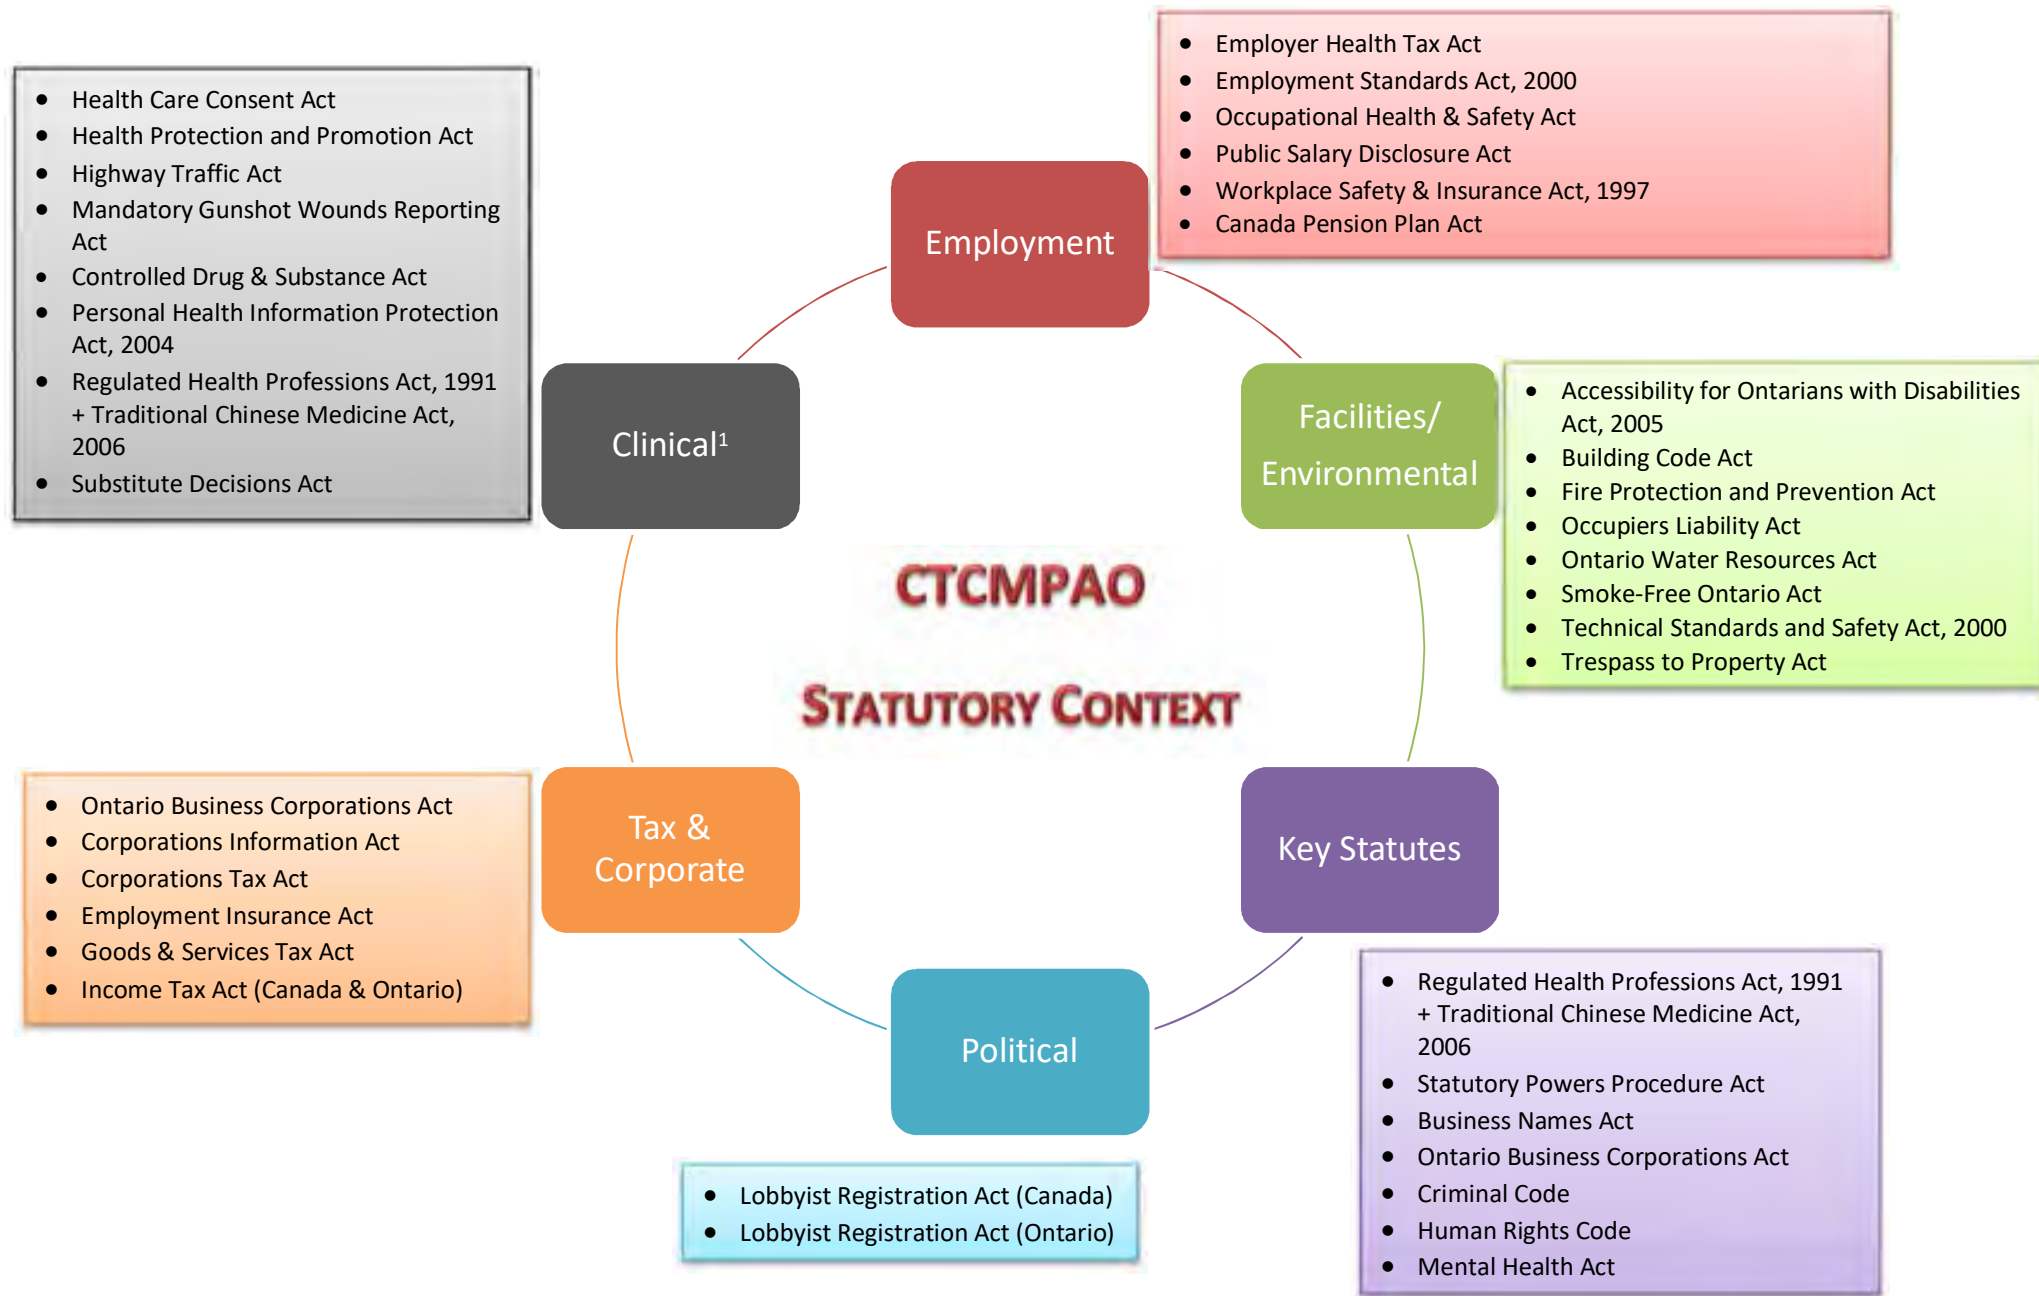 • Employer Health Tax Act
• Employment Standards Act, 2000
• Occupational Health & Safety Act
• Public Salary Disclosure Act
• Workplace Safety & Insurance Act, 1997
• Canada Pension Plan Act
• Health Care Consent Act
• Health Protection and Promotion Act
• Highway Traffic Act
• Mandatory Gunshot Wounds Reporting
Act
• Controlled Drug & Substance Act
• Personal Health Information Protection
Act, 2004
• Regulated Health Professions Act, 1991
+ Traditional Chinese Medicine Act,
2006
• Substitute Decisions Act
Employment
Clinical¹
Facilities/
Environmental
• Accessibility for Ontarians with Disabilities
Act, 2005
• Building Code Act
• Fire Protection and Prevention Act
• Occupiers Liability Act
• Ontario Water Resources Act
• Smoke-Free Ontario Act
• Technical Standards and Safety Act, 2000
• Trespass to Property Act
CTCMPAO
STATUTORY CONTEXT
• Ontario Business Corporations Act
• Corporations Information Act
• Corporations Tax Act
• Employment Insurance Act
• Goods & Services Tax Act
• Income Tax Act (Canada & Ontario)
Tax &
Corporate
Key Statutes
Political
• Regulated Health Professions Act, 1991
+ Traditional Chinese Medicine Act,
2006
• Statutory Powers Procedure Act
• Business Names Act
• Ontario Business Corporations Act
• Criminal Code
• Human Rights Code
• Mental Health Act
• Lobbyist Registration Act (Canada)
• Lobbyist Registration Act (Ontario)